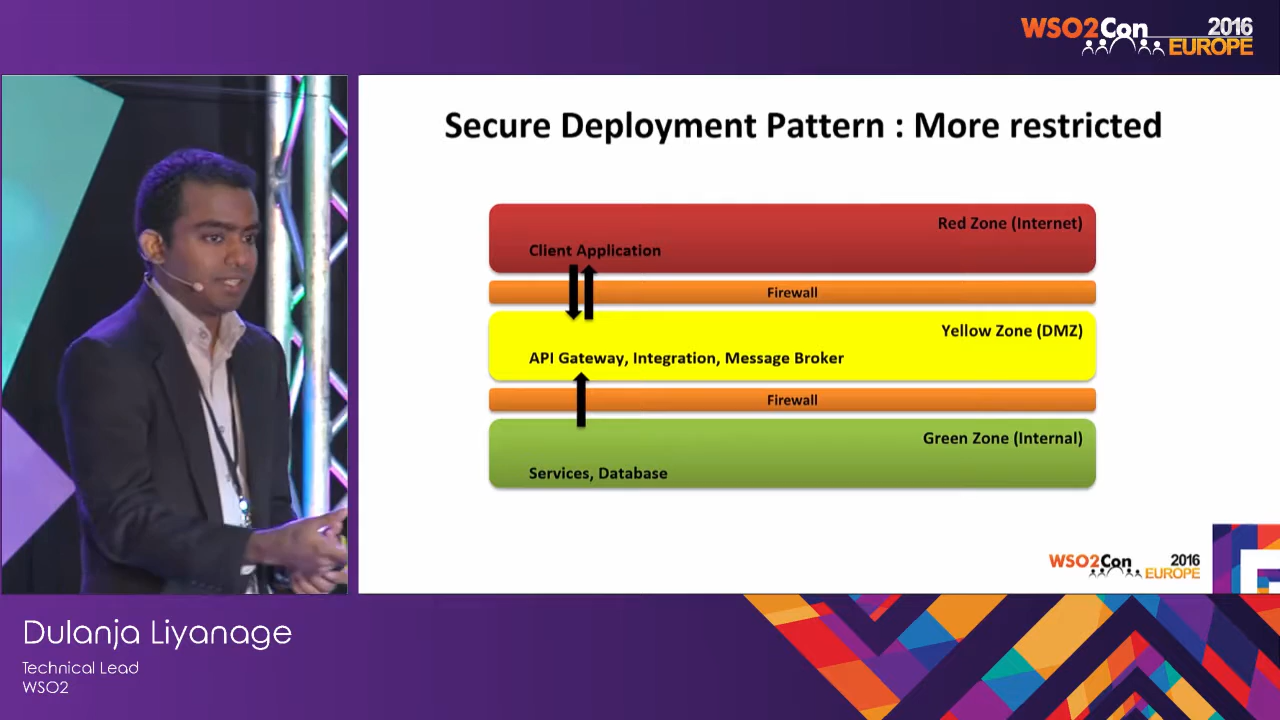 WSO2Con 2016
EUROPE
Secure Deployment Pattern : More restricted
Red Zone (Internet)
Client Application
Firewall
Yellow Zone (DMZ)
API Gateway, Integration, Message Broker
Firewall
Green Zone (Internal)
Services, Database
WSO2Con 2016
EUROPE
Dulanja Liyanage
Technical Lead
WSO2